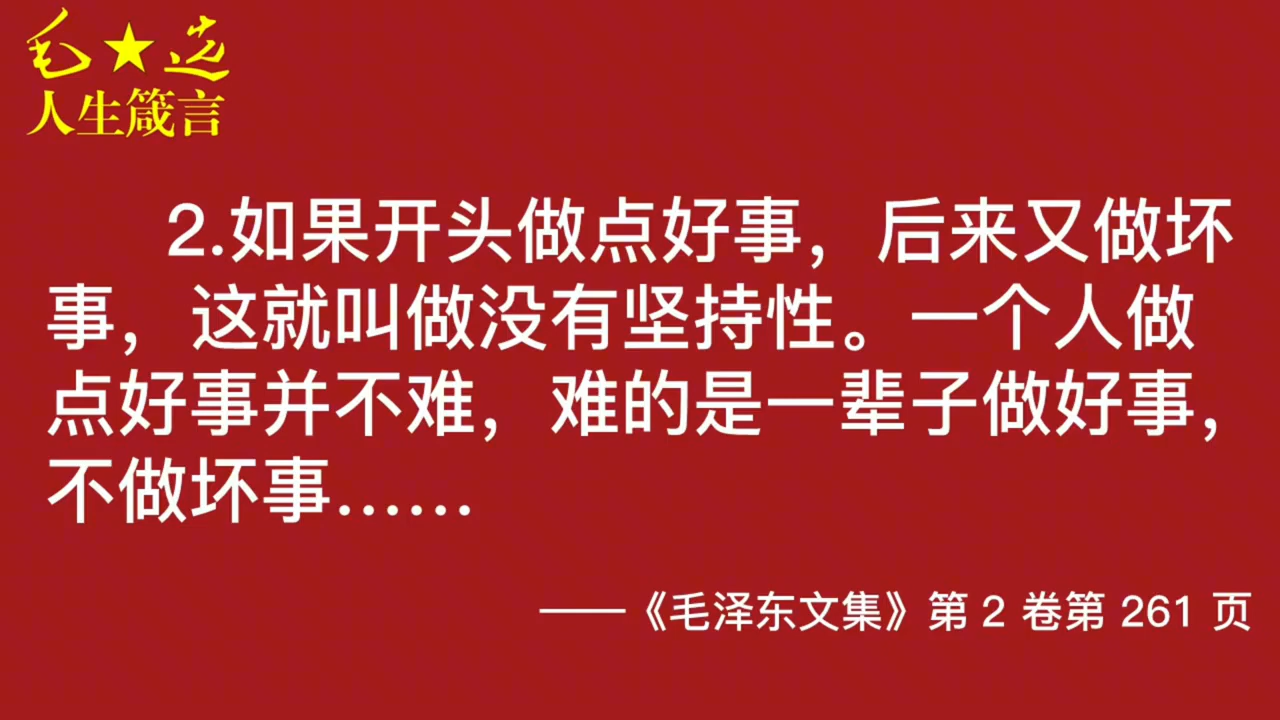 毛★选
人生箴言
2.如果开头做点好事，后来又做坏
事，这就叫做没有坚持性。一个人做
点好事并不难，难的是一辈子做好事，
不做坏事……
——《毛泽东文集》第 2 卷第 261 页